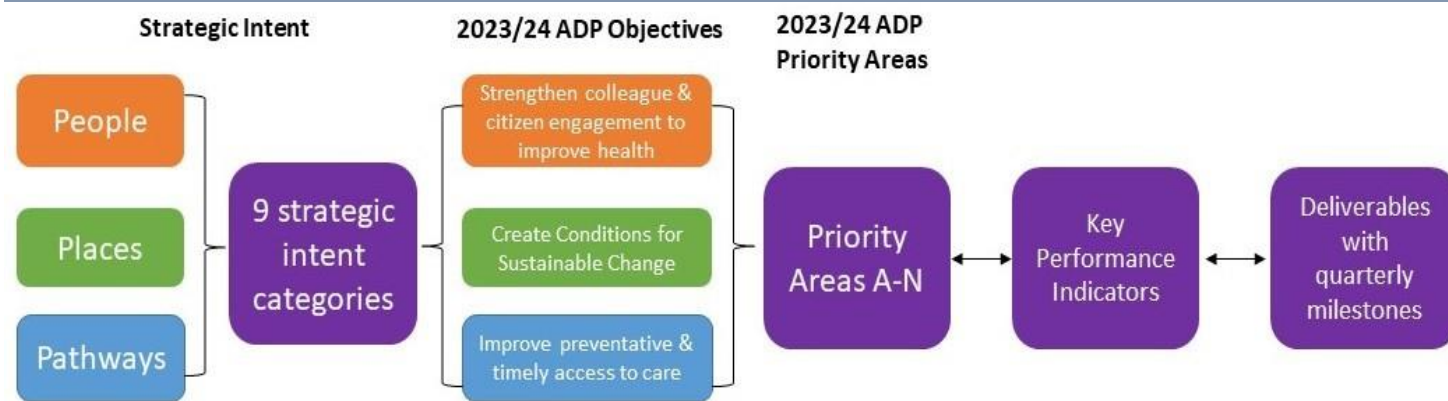 Strategic Intent
2023/24 ADP Objectives
2023/24 ADP
Priority Areas
People
Places
Pathways
9 strategic
intent
categories
Strengthen colleague &
citizen engagement to
improve health
Create Conditions for
Sustainable Change
Improve preventative &
timely access to care
Priority
Areas A-N
Key
Performance
Indicators
Deliverables
with
quarterly
milestones